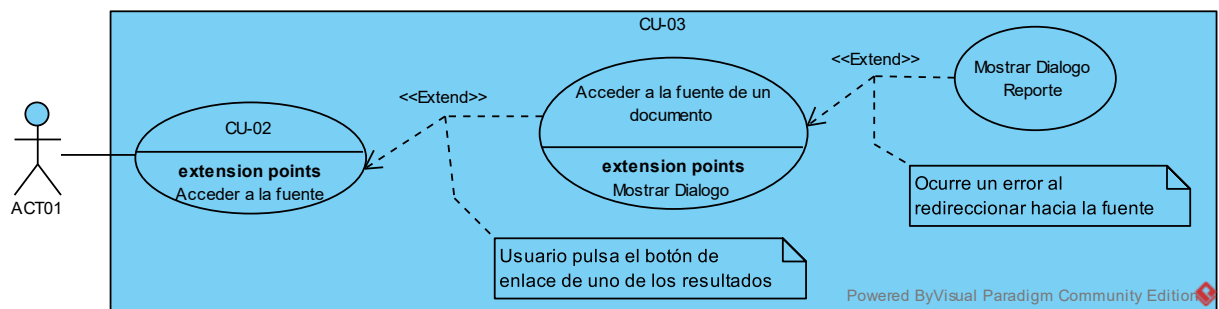 CU-03
ACT01
CU-02
extension points
Acceder a la fuente
<<Extend>>
Usuario pulsa el botón de
enlace de uno de los resultados
Acceder a la fuente de un
documento
extension points
Mostrar Dialogo
<<Extend>>
Ocurre un error al
redireccionar hacia la fuente
Mostrar Dialogo
Reporte
Powered ByVisual Paradigm Community Edition